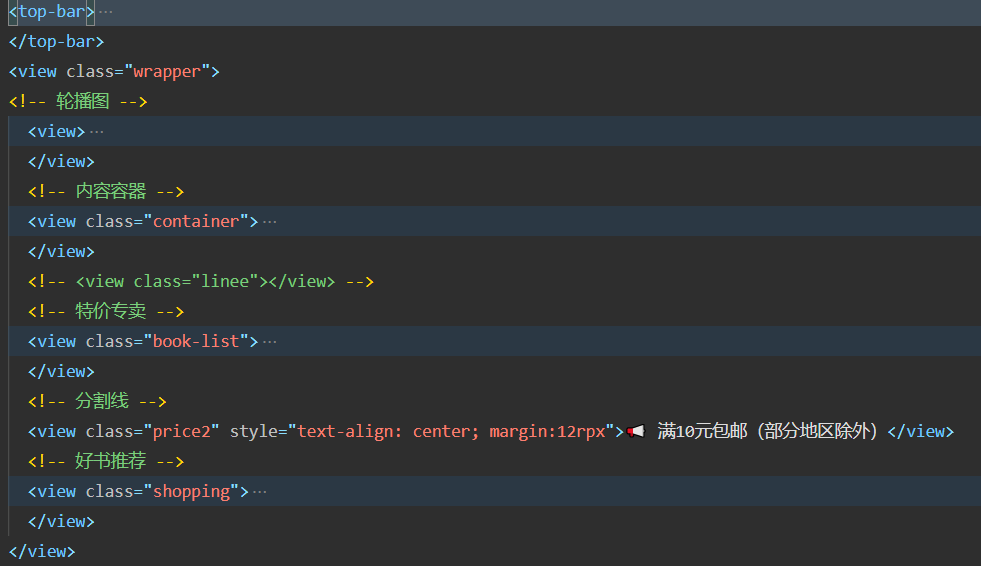 <top-bar>···
</top-bar>
<view class="wrapper">
<!-- 轮播图 -->
<view>···
</view>
<!-- 内容容器 -->
<view class="container">···
</view>
<!-- <view class="linee"></view> -->
<!-- 特价专卖 -->
<view class="book-list">···
</view>
<!-- 分割线 -->
<view class="price2" style="text-align: center; margin:12rpx">📢 满10元包邮（部分地区除外）</view>
<!-- 好书推荐 -->
<view class="shopping">···
</view>
</view>